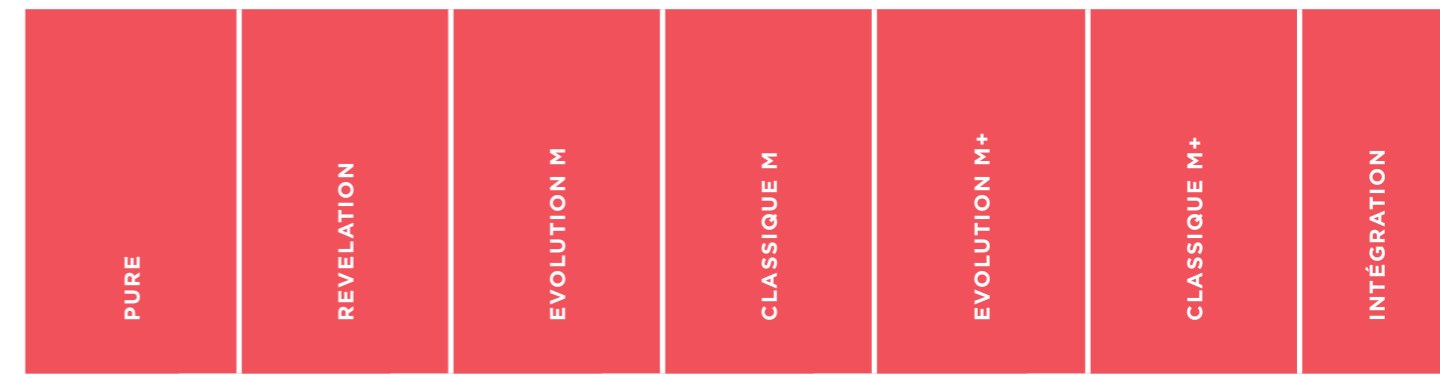 PURE
REVELATION
EVOLUTION M
CLASSIQUE M
EVOLUTION M+
CLASSIQUE M+
INTÉGRATION